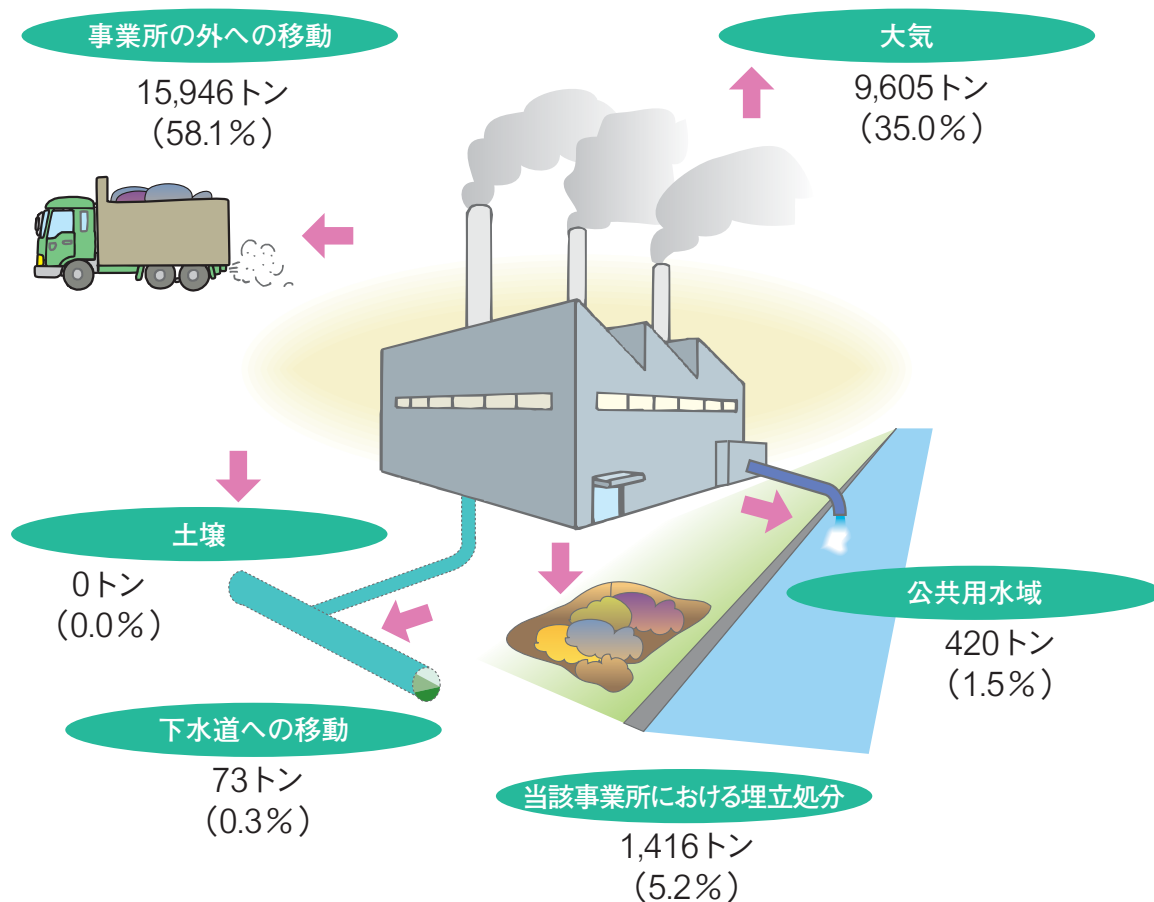 事業所の外への移動
15,946トン
（58.1％）
大気
9,605トン
（35.0％）
土壌
0トン
（0.0％）
公共用水域
420トン
（1.5％）
下水道への移動
73トン
（0.3％）
当該事業所における埋立処分
1,416トン
（5.2％）